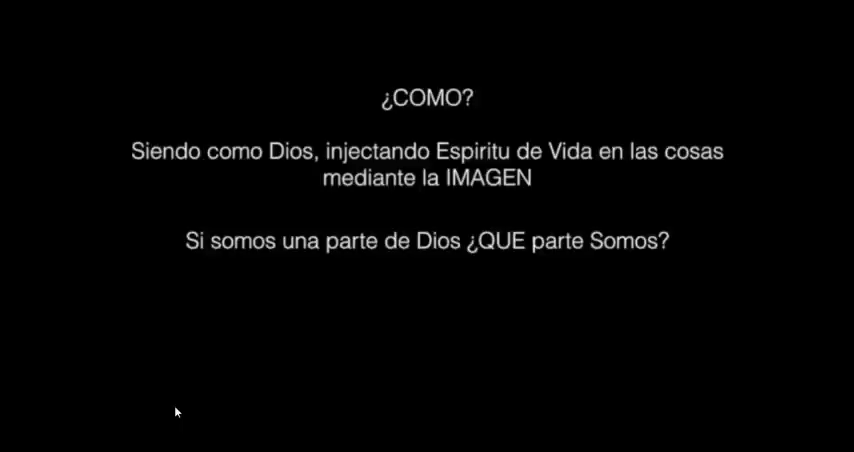 ¿COMO?
Siendo como Dios, injectando Espiritu de Vida en las cosas
mediante la IMAGEN
Si somos una parte de Dios ¿QUE parte Somos?